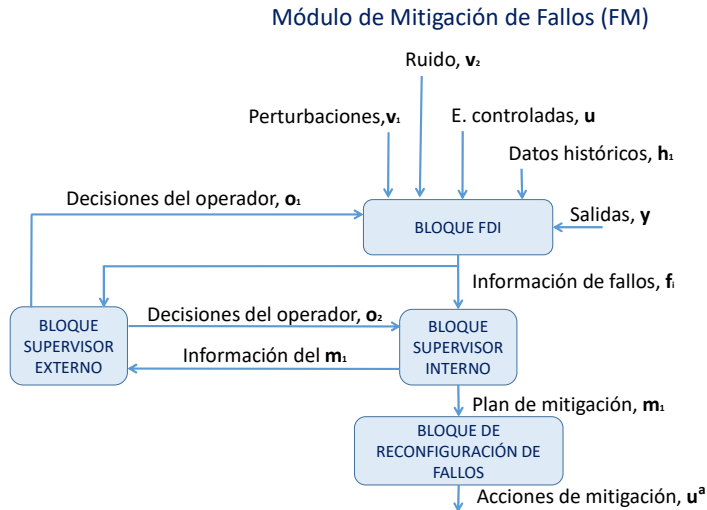 Módulo de Mitigación de Fallos (FM)
Ruido, v₂
Perturbaciones,v₁
E. controladas, u
Datos históricos, h₁
Decisiones del operador, o₁
Salidas, y
BLOQUE FDI
Información de fallos, fᵢ
Decisiones del operador, o₂
BLOQUE
SUPERVISOR
EXTERNO
BLOQUE
SUPERVISOR
INTERNO
Información del m₁
Plan de mitigación, m₁
BLOQUE DE
RECONFIGURACIÓN DE
FALLOS
Acciones de mitigación, uᵃ